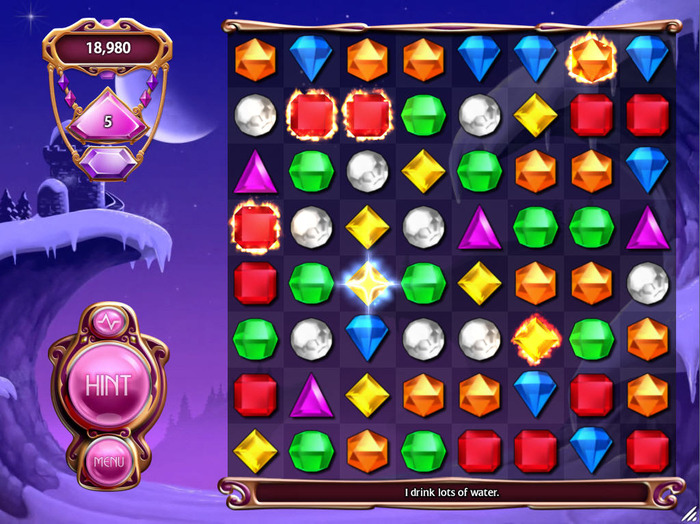 18,980
5
HINT
MENU
I drink lots of water.